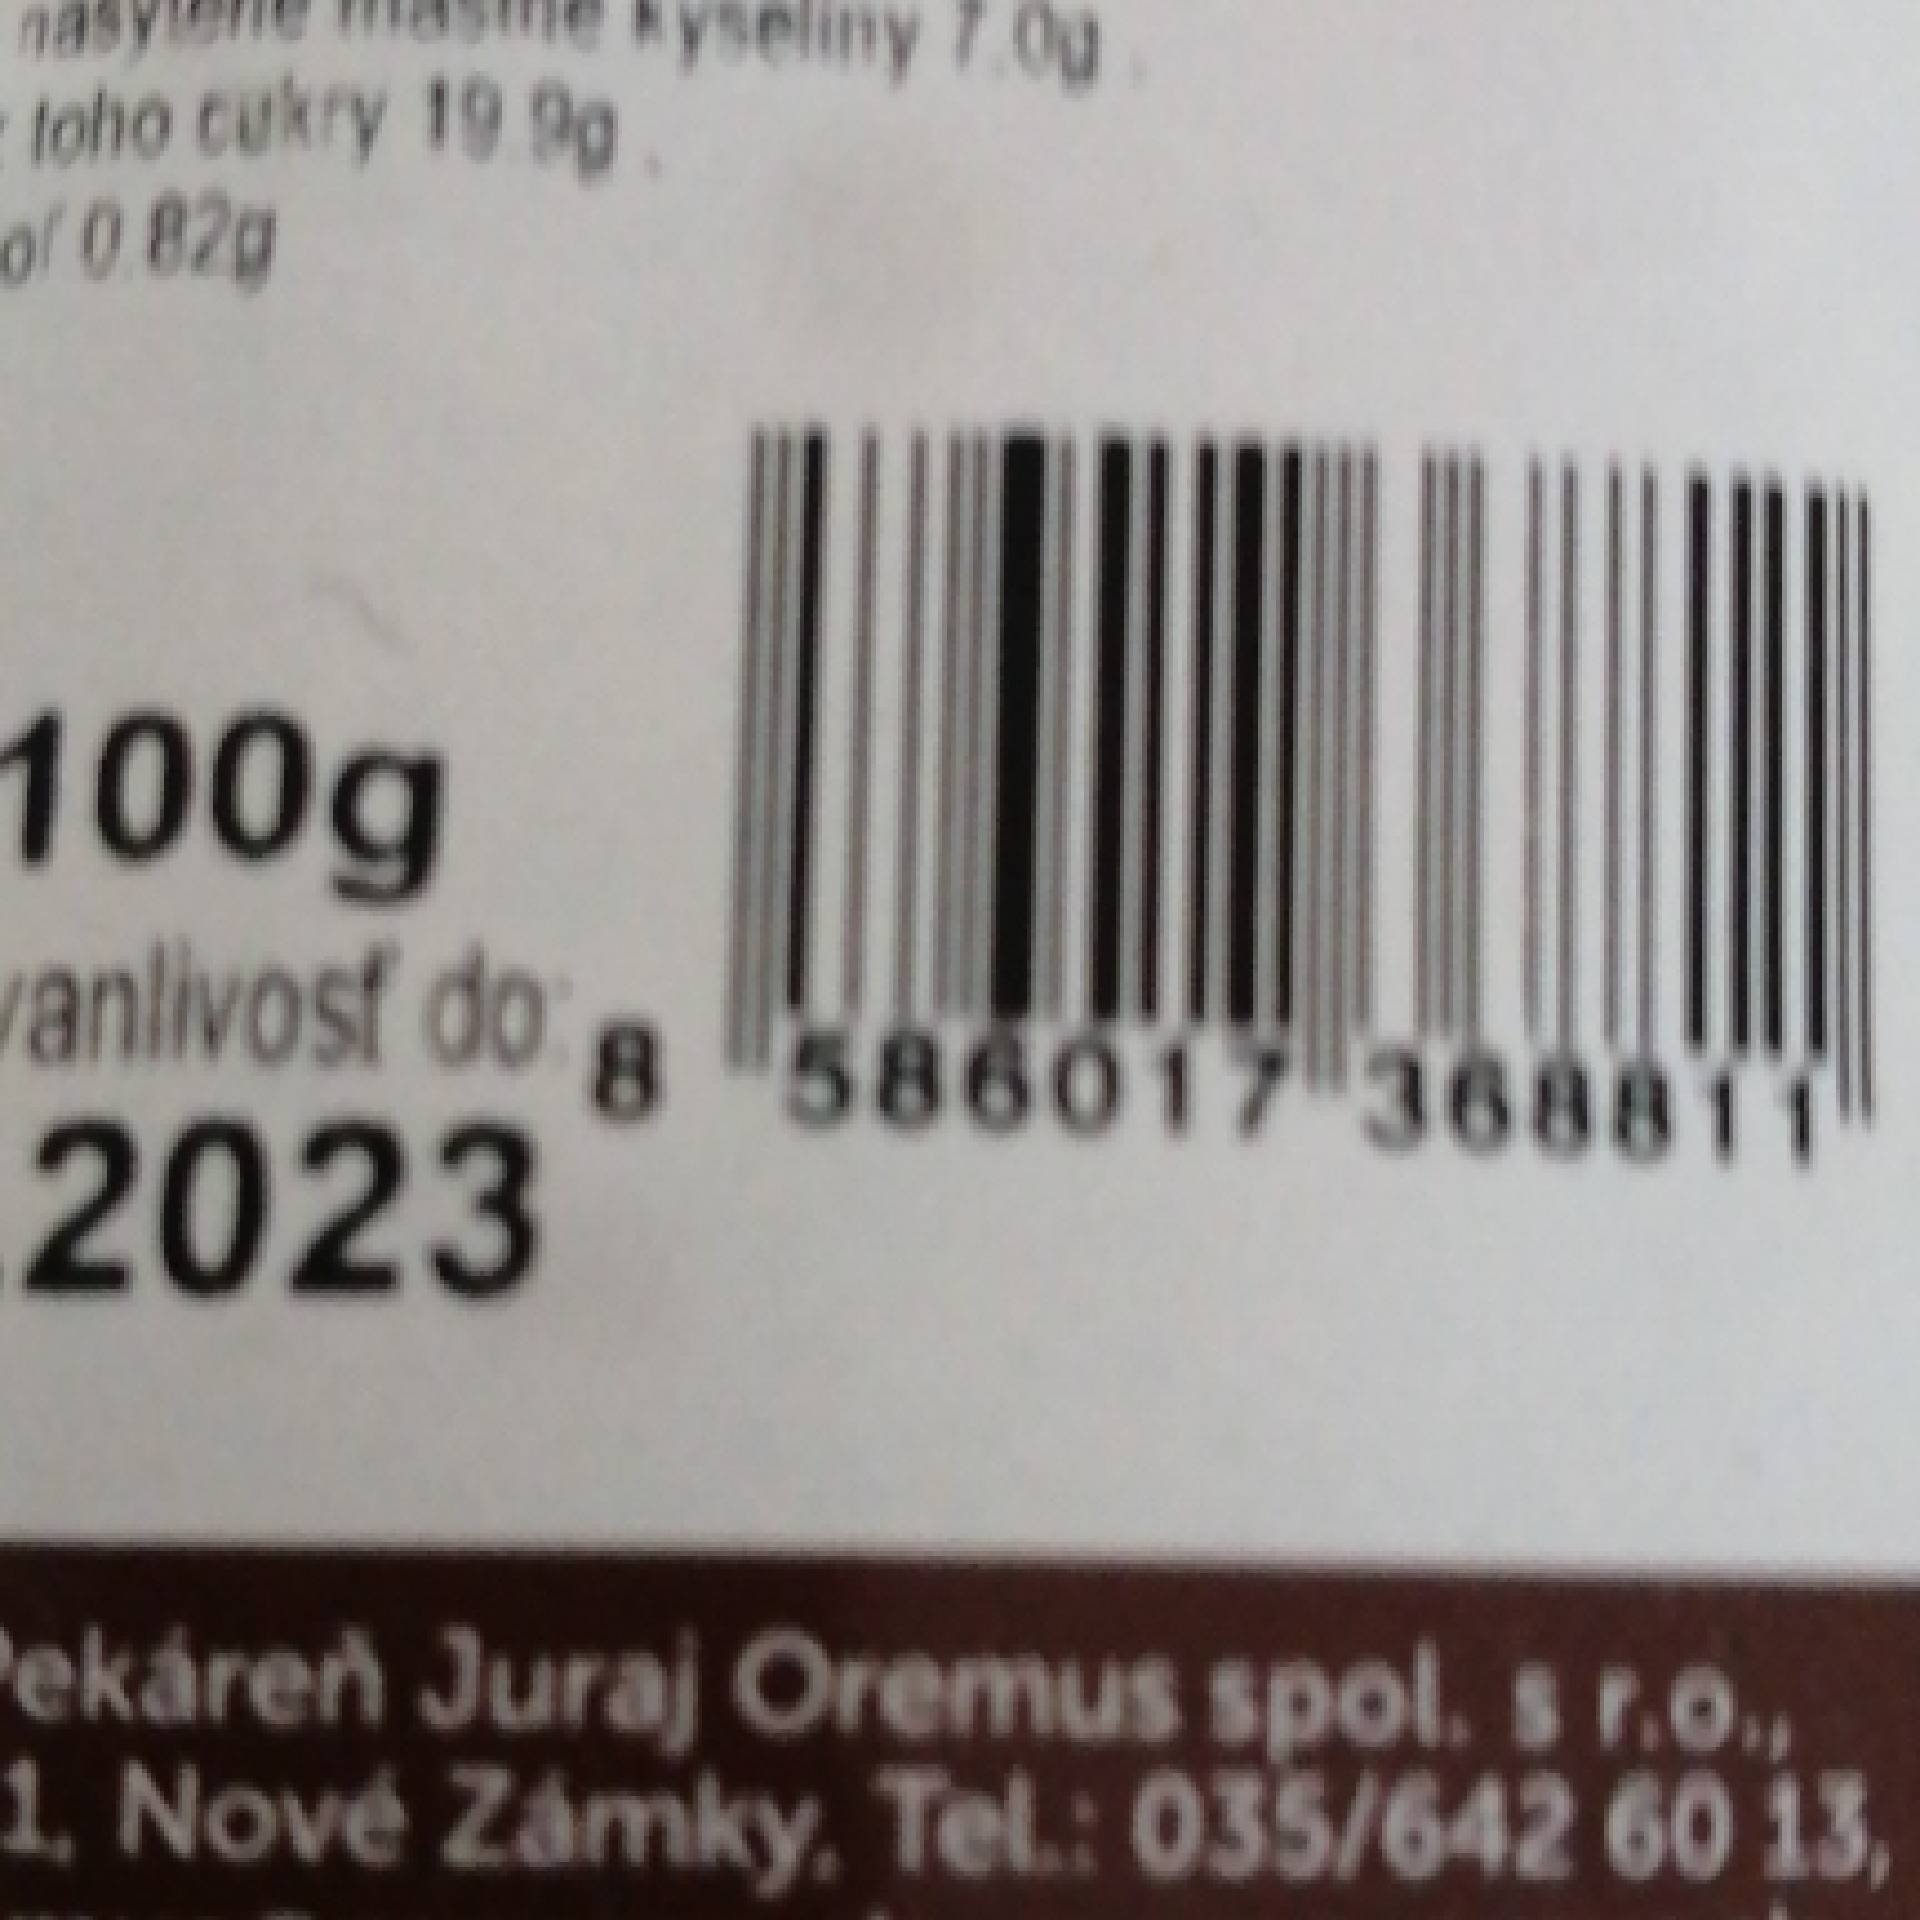 nasýtené mastné kyseliny 7.0g
toho cukry 19.9g
0.82g
100g
vanlivosť do:
.2023
8 586017 368811
Pekáreň Juraj Oremus spol. s r.o.,
1, Nové Zámky, Tel.: 035/642 60 13,